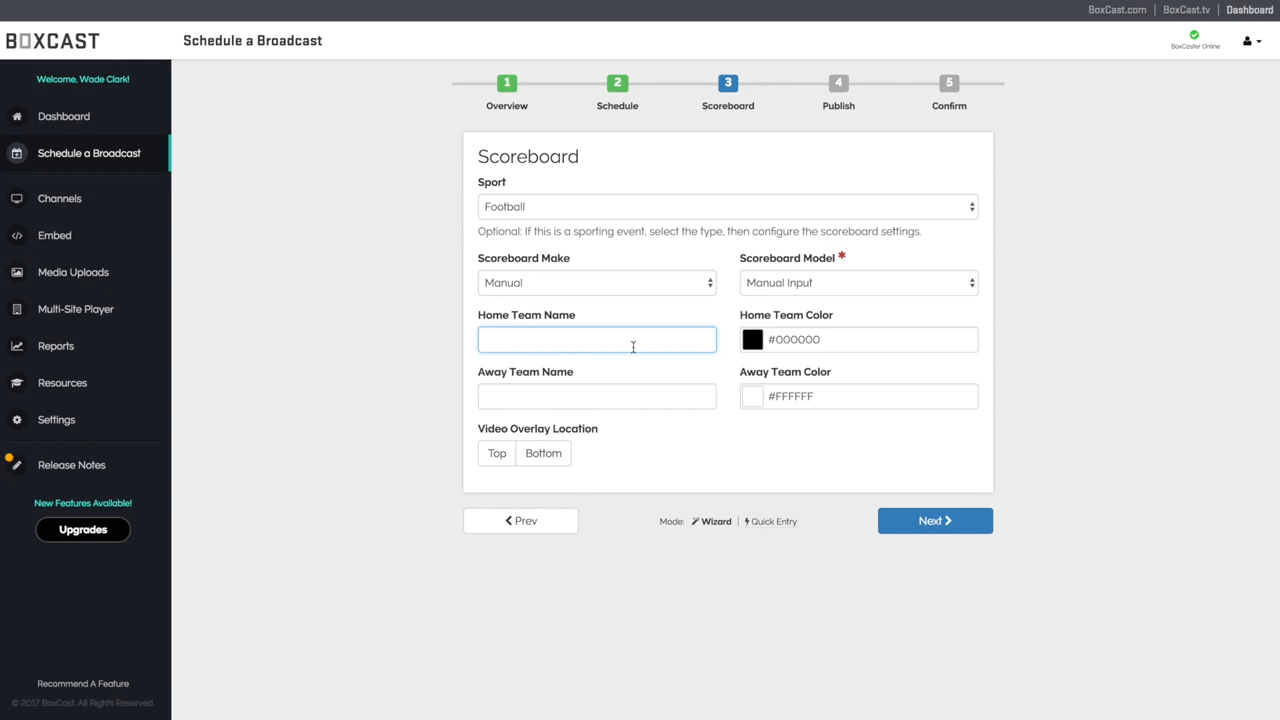 BoxCast.com | BoxCast.tv | Dashboard
BOXCAST
Schedule a Broadcast
BoxCaster Online
Welcome, Wade Clark!
Dashboard
Schedule a Broadcast
Channels
Embed
Media Uploads
Multi-Site Player
Reports
Resources
Settings
Release Notes
New Features Available!
Upgrades
Recommend A Feature
© 2017 BoxCast. All Rights Reserved.
1 2 3 4 5
Overview Schedule Scoreboard Publish Confirm
Scoreboard
Sport
Football
Optional: If this is a sporting event, select the type, then configure the scoreboard settings.
Scoreboard Make Scoreboard Model *
Manual Manual Input
Home Team Name Home Team Color
#000000
Away Team Name Away Team Color
#FFFFFF
Video Overlay Location
Top Bottom
Prev Mode: Wizard | Quick Entry Next